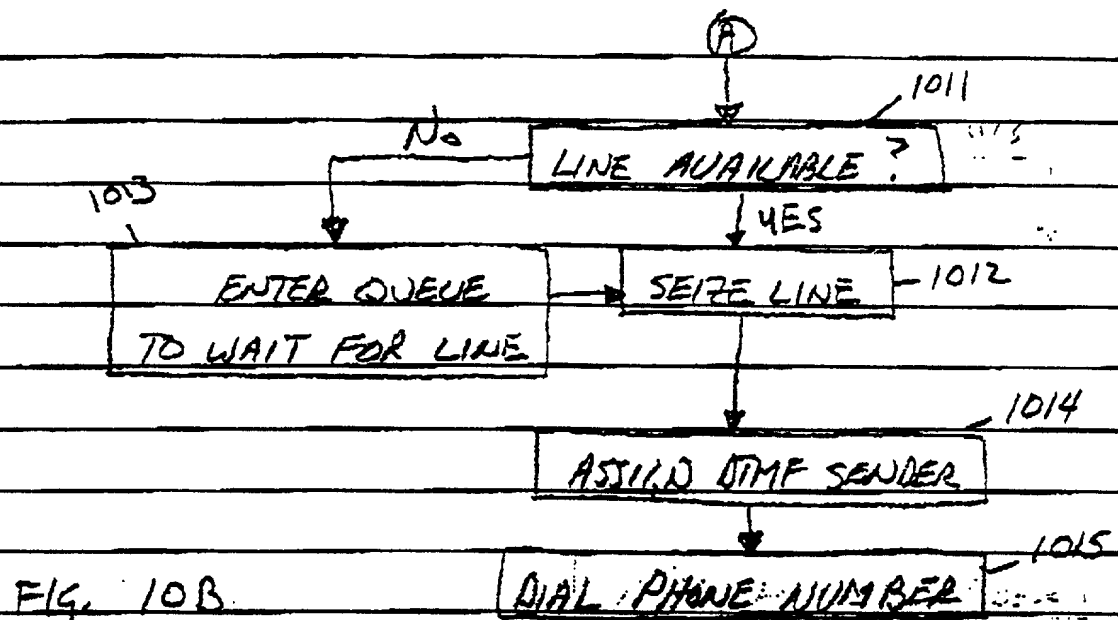 A
1011
No
LINE AVAILABLE ?
1013
YES
ENTER QUEUE
TO WAIT FOR LINE
SEIZE LINE
1012
1014
ASSIGN DTMF SENDER
1015
FIG. 10B
DIAL PHONE NUMBER